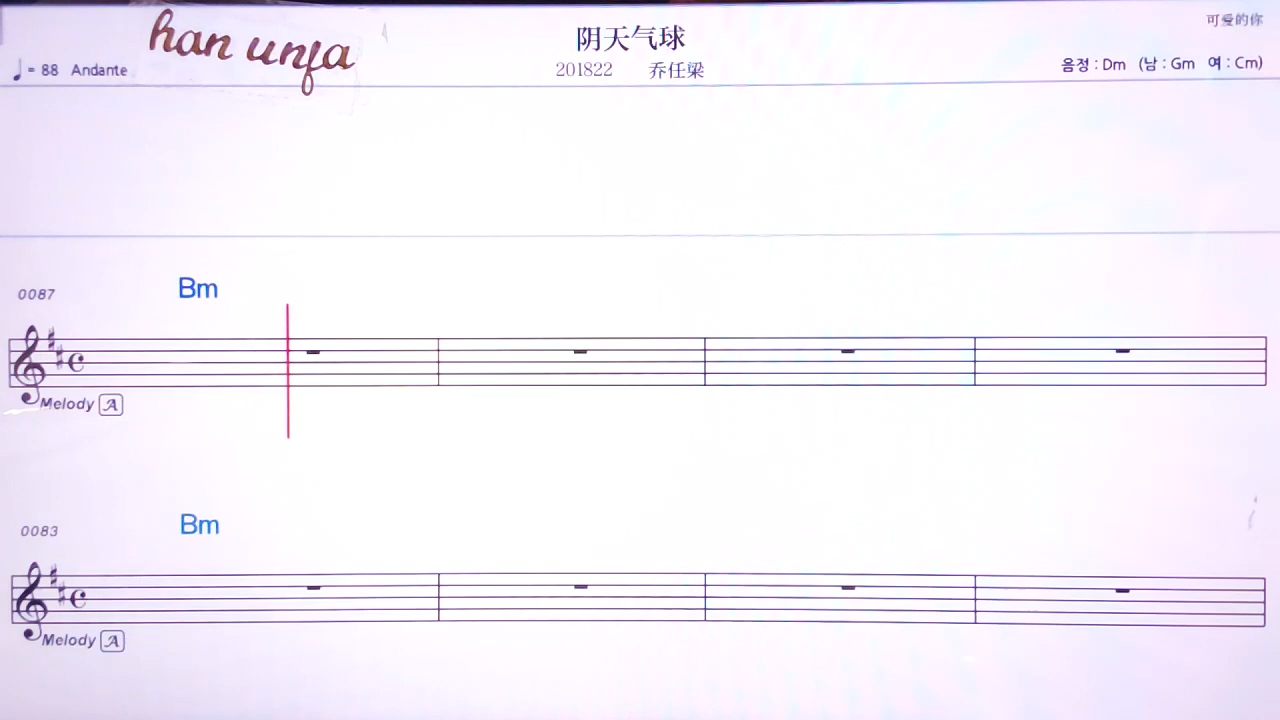 han unfa
阴天气球
可爱的你
♩= 88 Andante
201822 乔任梁
음정 : Dm (남 : Gm 여 : Cm)
0087 Bm
Melody A
0083 Bm
Melody A